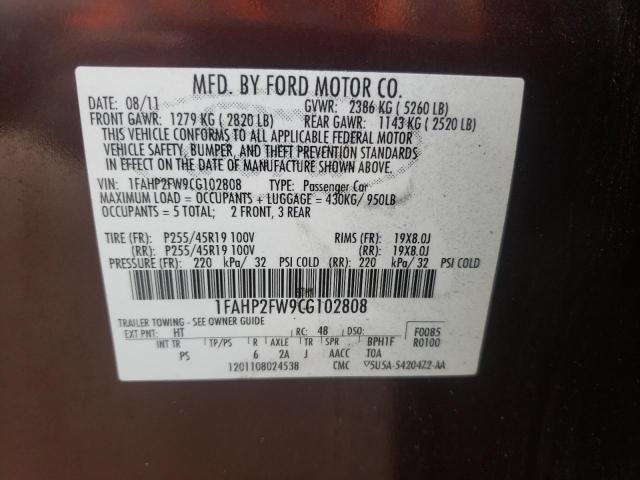 MFD. BY FORD MOTOR CO.
DATE: 08/11 GVWR: 2386 KG ( 5260 LB)
FRONT GAWR: 1279 KG ( 2820 LB) REAR GAWR: 1143 KG ( 2520 LB)
THIS VEHICLE CONFORMS TO ALL APPLICABLE FEDERAL MOTOR
VEHICLE SAFETY, BUMPER, AND THEFT PREVENTION STANDARDS
IN EFFECT ON THE DATE OF MANUFACTURE SHOWN ABOVE.
VIN: 1FAHP2FW9CG102808 TYPE: Passenger Car
MAXIMUM LOAD = OCCUPANTS + LUGGAGE = 430KG/ 950LB
OCCUPANTS = 5 TOTAL; 2 FRONT, 3 REAR
TIRE (FR): P255/45R19 100V RIMS (FR): 19X8.0J
(RR): P255/45R19 100V (RR): 19X8.0J
PRESSURE (FR): 220 kPa/ 32 PSI COLD (RR): 220 kPa/ 32 PSI COLD
1FAHP2FW9CG102808
TRAILER TOWING - SEE OWNER GUIDE
EXT PNT: HT RC: 48 DSO: F0085
INT TR TP/PS R AXLE TR SPR BPH1F R0100
PS 6 2A J AACC TOA
1201108024538 CMC 5U5A-54204Z2-AA